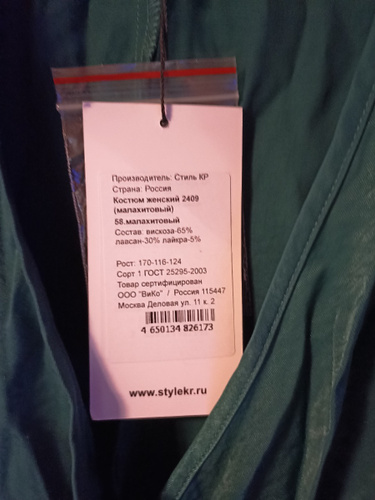 Производитель: Стиль КР
Страна: Россия
Костюм женский 2409
(малахитовый)
58.малахитовый
Состав: вискоза-65%
лавсан-30% лайкра-5%
Рост: 170-116-124
Сорт 1 ГОСТ 25295-2003
Товар сертифицирован
ООО "ВиКо" / Россия 115447
Москва Деловая ул. 11 к. 2
4 650134 826173
www.stylekr.ru